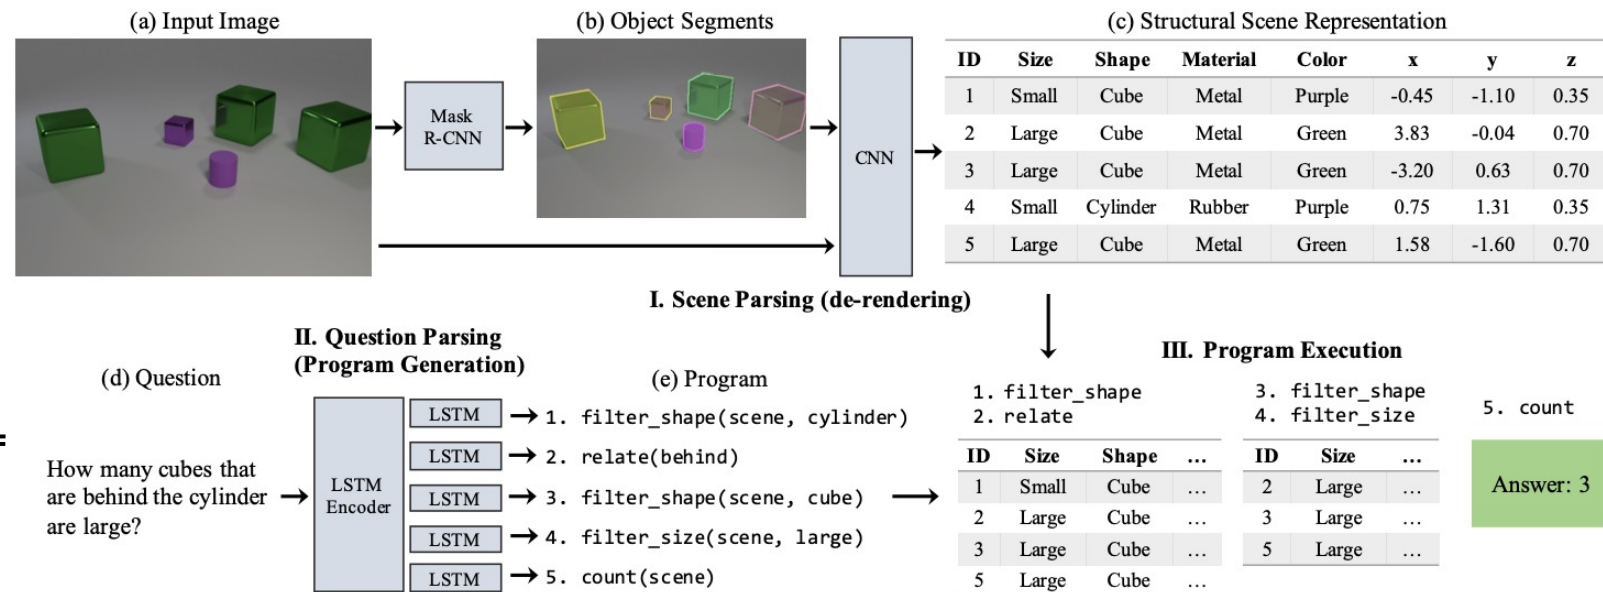 (a) Input Image
(b) Object Segments
(c) Structural Scene Representation
Mask
R-CNN
CNN
ID Size Shape Material Color x y z
1 Small Cube Metal Purple -0.45 -1.10 0.35
2 Large Cube Metal Green 3.83 -0.04 0.70
3 Large Cube Metal Green -3.20 0.63 0.70
4 Small Cylinder Rubber Purple 0.75 1.31 0.35
5 Large Cube Metal Green 1.58 -1.60 0.70
I. Scene Parsing (de-rendering)
II. Question Parsing
(Program Generation)
III. Program Execution
(d) Question
How many cubes that
are behind the cylinder
are large?
LSTM
Encoder
(e) Program
LSTM 1. filter_shape(scene, cylinder)
LSTM 2. relate(behind)
LSTM 3. filter_shape(scene, cube)
LSTM 4. filter_size(scene, large)
LSTM 5. count(scene)
1. filter_shape
2. relate
ID Size Shape ...
1 Small Cube ...
2 Large Cube ...
3 Large Cube ...
5 Large Cube ...
3. filter_shape
4. filter_size
ID Size ...
2 Large ...
3 Large ...
5 Large ...
5. count
Answer: 3